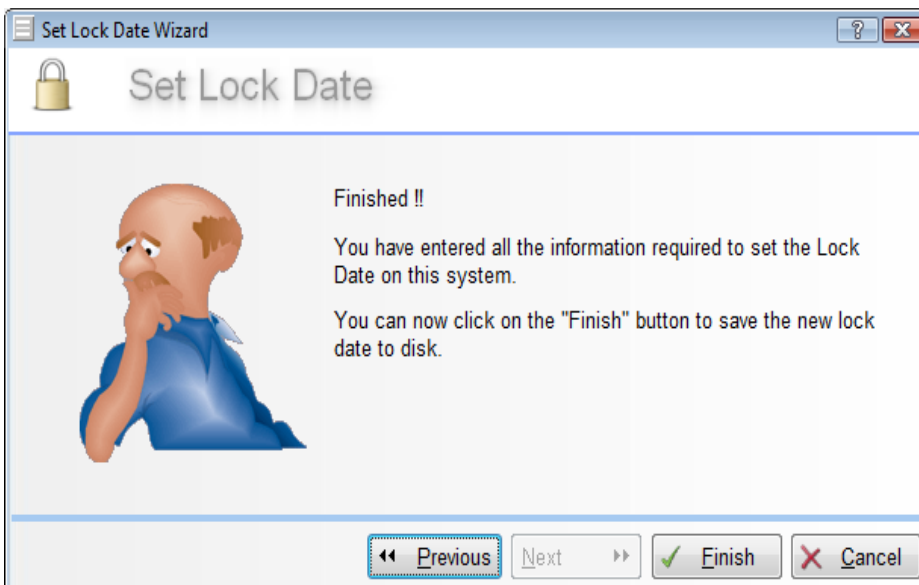 Set Lock Date Wizard
?
Set Lock Date
Finished !!
You have entered all the information required to set the Lock
Date on this system.
You can now click on the "Finish" button to save the new lock
date to disk.
Previous Next Finish Cancel